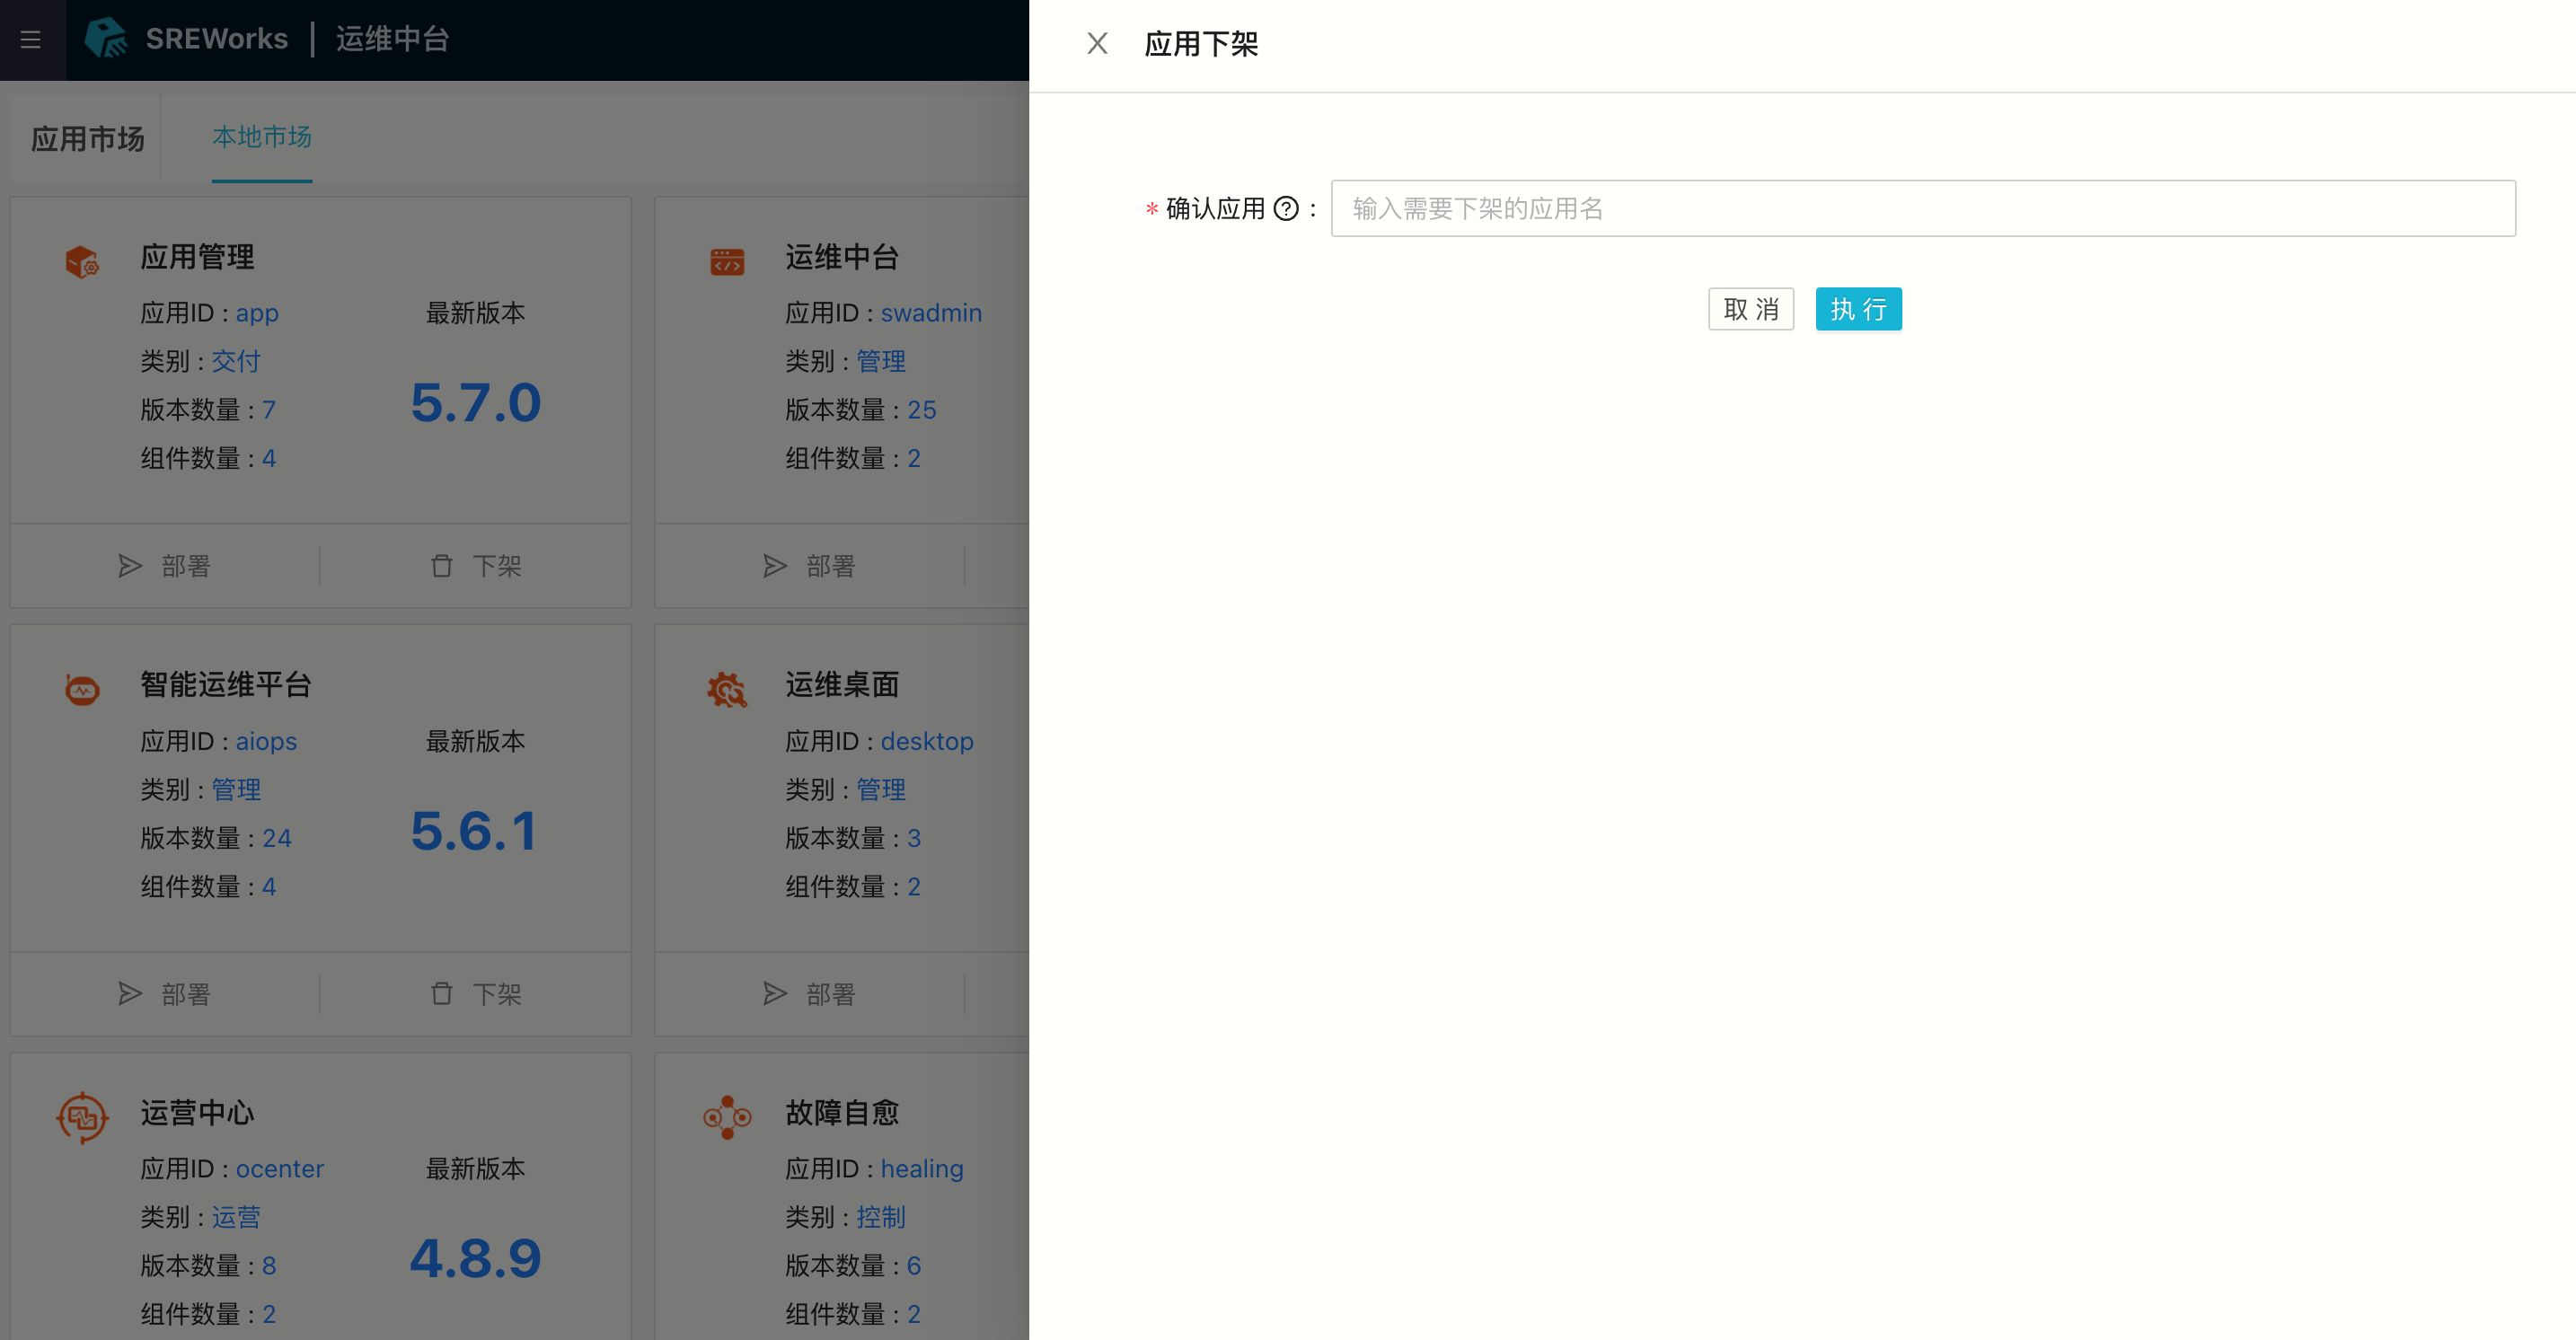 SREWorks | 运维中台
应用市场
本地市场
应用管理
应用ID : app
最新版本
类别 : 交付
5.7.0
版本数量 : 7
组件数量 : 4
部署
下架
运维中台
应用ID : swadmin
类别 : 管理
版本数量 : 25
组件数量 : 2
部署
智能运维平台
应用ID : aiops
最新版本
类别 : 管理
5.6.1
版本数量 : 24
组件数量 : 4
部署
下架
运维桌面
应用ID : desktop
类别 : 管理
版本数量 : 3
组件数量 : 2
部署
运营中心
应用ID : ocenter
最新版本
类别 : 运营
4.8.9
版本数量 : 8
组件数量 : 2
故障自愈
应用ID : healing
类别 : 控制
版本数量 : 6
组件数量 : 2
应用下架
* 确认应用 ? :
输入需要下架的应用名
取 消
执 行